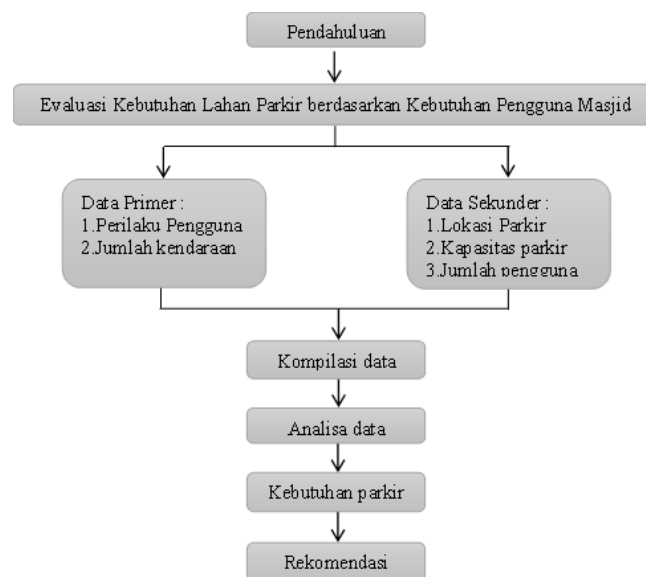 Pendahuluan
Evaluasi Kebutuhan Lahan Parkir berdasarkan Kebutuhan Pengguna Masjid
Data Primer :
1.Perilaku Pengguna
2.Jumlah kendaraan
Data Sekunder :
1.Lokasi Parkir
2.Kapasitas parkir
3.Jumlah pengguna
Kompilasi data
Analisa data
Kebutuhan parkir
Rekomendasi